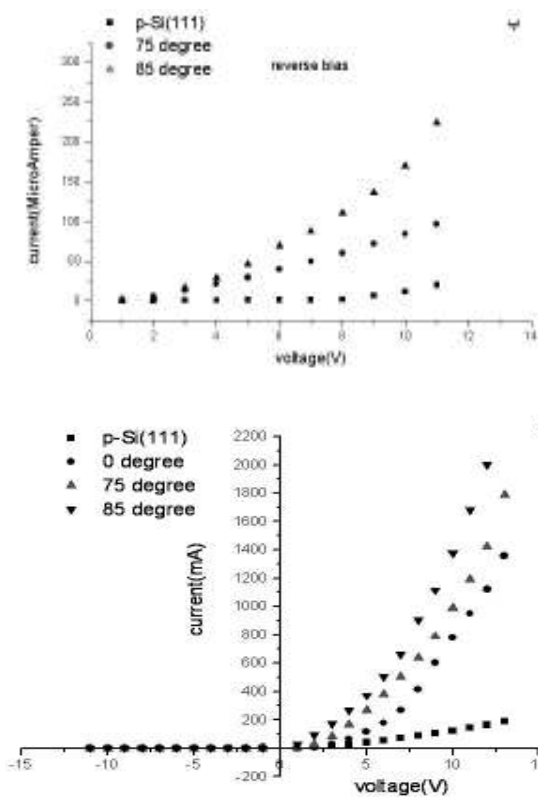 p-Si(111)
75 degree
85 degree
reverse bias
300
250
200
150
100
50
0
current(MicroAmper)
0 2 4 6 8 10 12 14
voltage(V)
p-Si(111)
0 degree
75 degree
85 degree
2200
2000
1800
1600
1400
1200
1000
800
600
400
200
0
-200
current(mA)
-15 -10 -5 0 5 10 15
voltage(V)